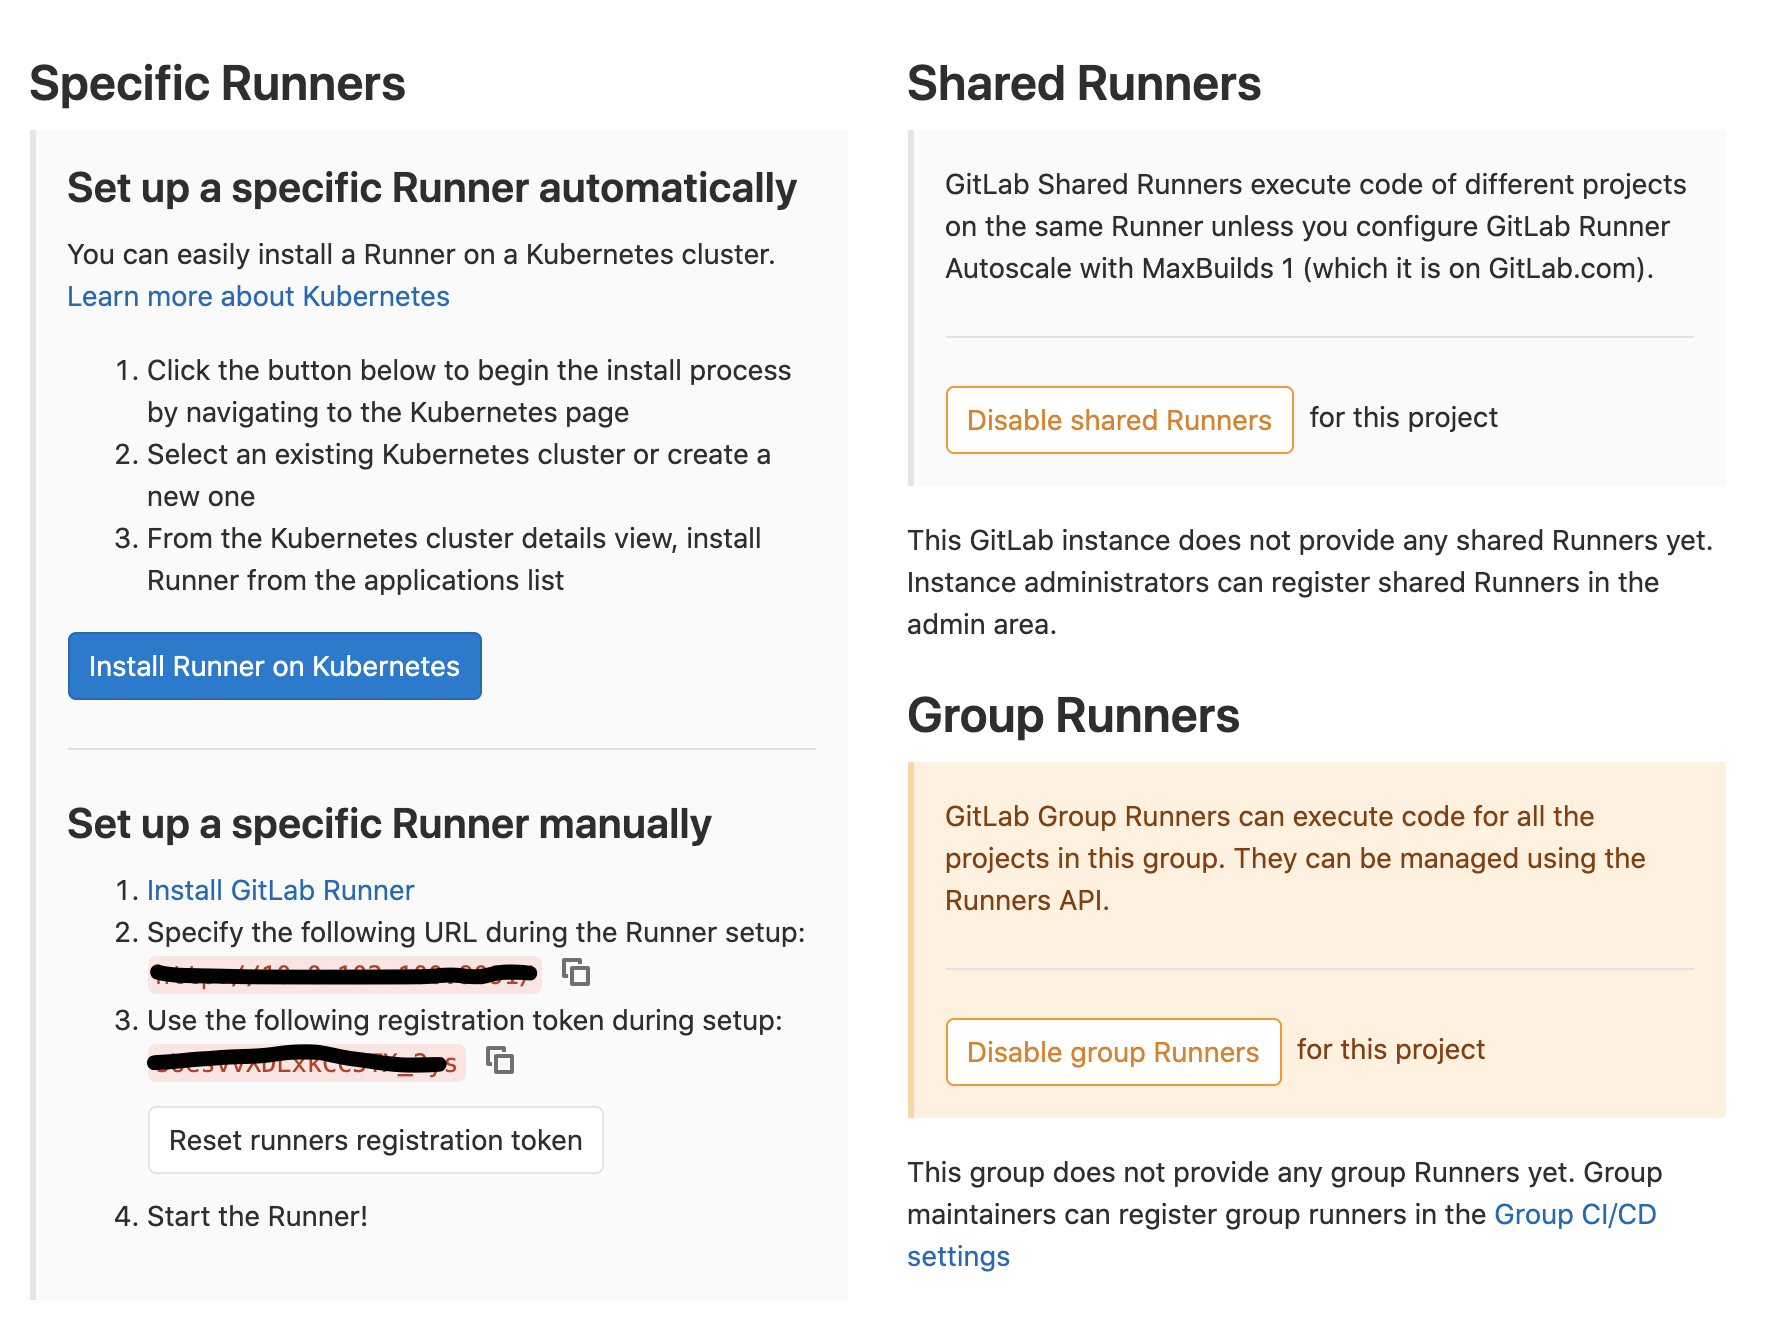 Specific Runners
Set up a specific Runner automatically
You can easily install a Runner on a Kubernetes cluster.
Learn more about Kubernetes
1. Click the button below to begin the install process
by navigating to the Kubernetes page
2. Select an existing Kubernetes cluster or create a
new one
3. From the Kubernetes cluster details view, install
Runner from the applications list
Install Runner on Kubernetes
Set up a specific Runner manually
1. Install GitLab Runner
2. Specify the following URL during the Runner setup:
3. Use the following registration token during setup:
Reset runners registration token
4. Start the Runner!
Shared Runners
GitLab Shared Runners execute code of different projects
on the same Runner unless you configure GitLab Runner
Autoscale with MaxBuilds 1 (which it is on GitLab.com).
Disable shared Runners for this project
This GitLab instance does not provide any shared Runners yet.
Instance administrators can register shared Runners in the
admin area.
Group Runners
GitLab Group Runners can execute code for all the
projects in this group. They can be managed using the
Runners API.
Disable group Runners for this project
This group does not provide any group Runners yet. Group
maintainers can register group runners in the Group CI/CD
settings